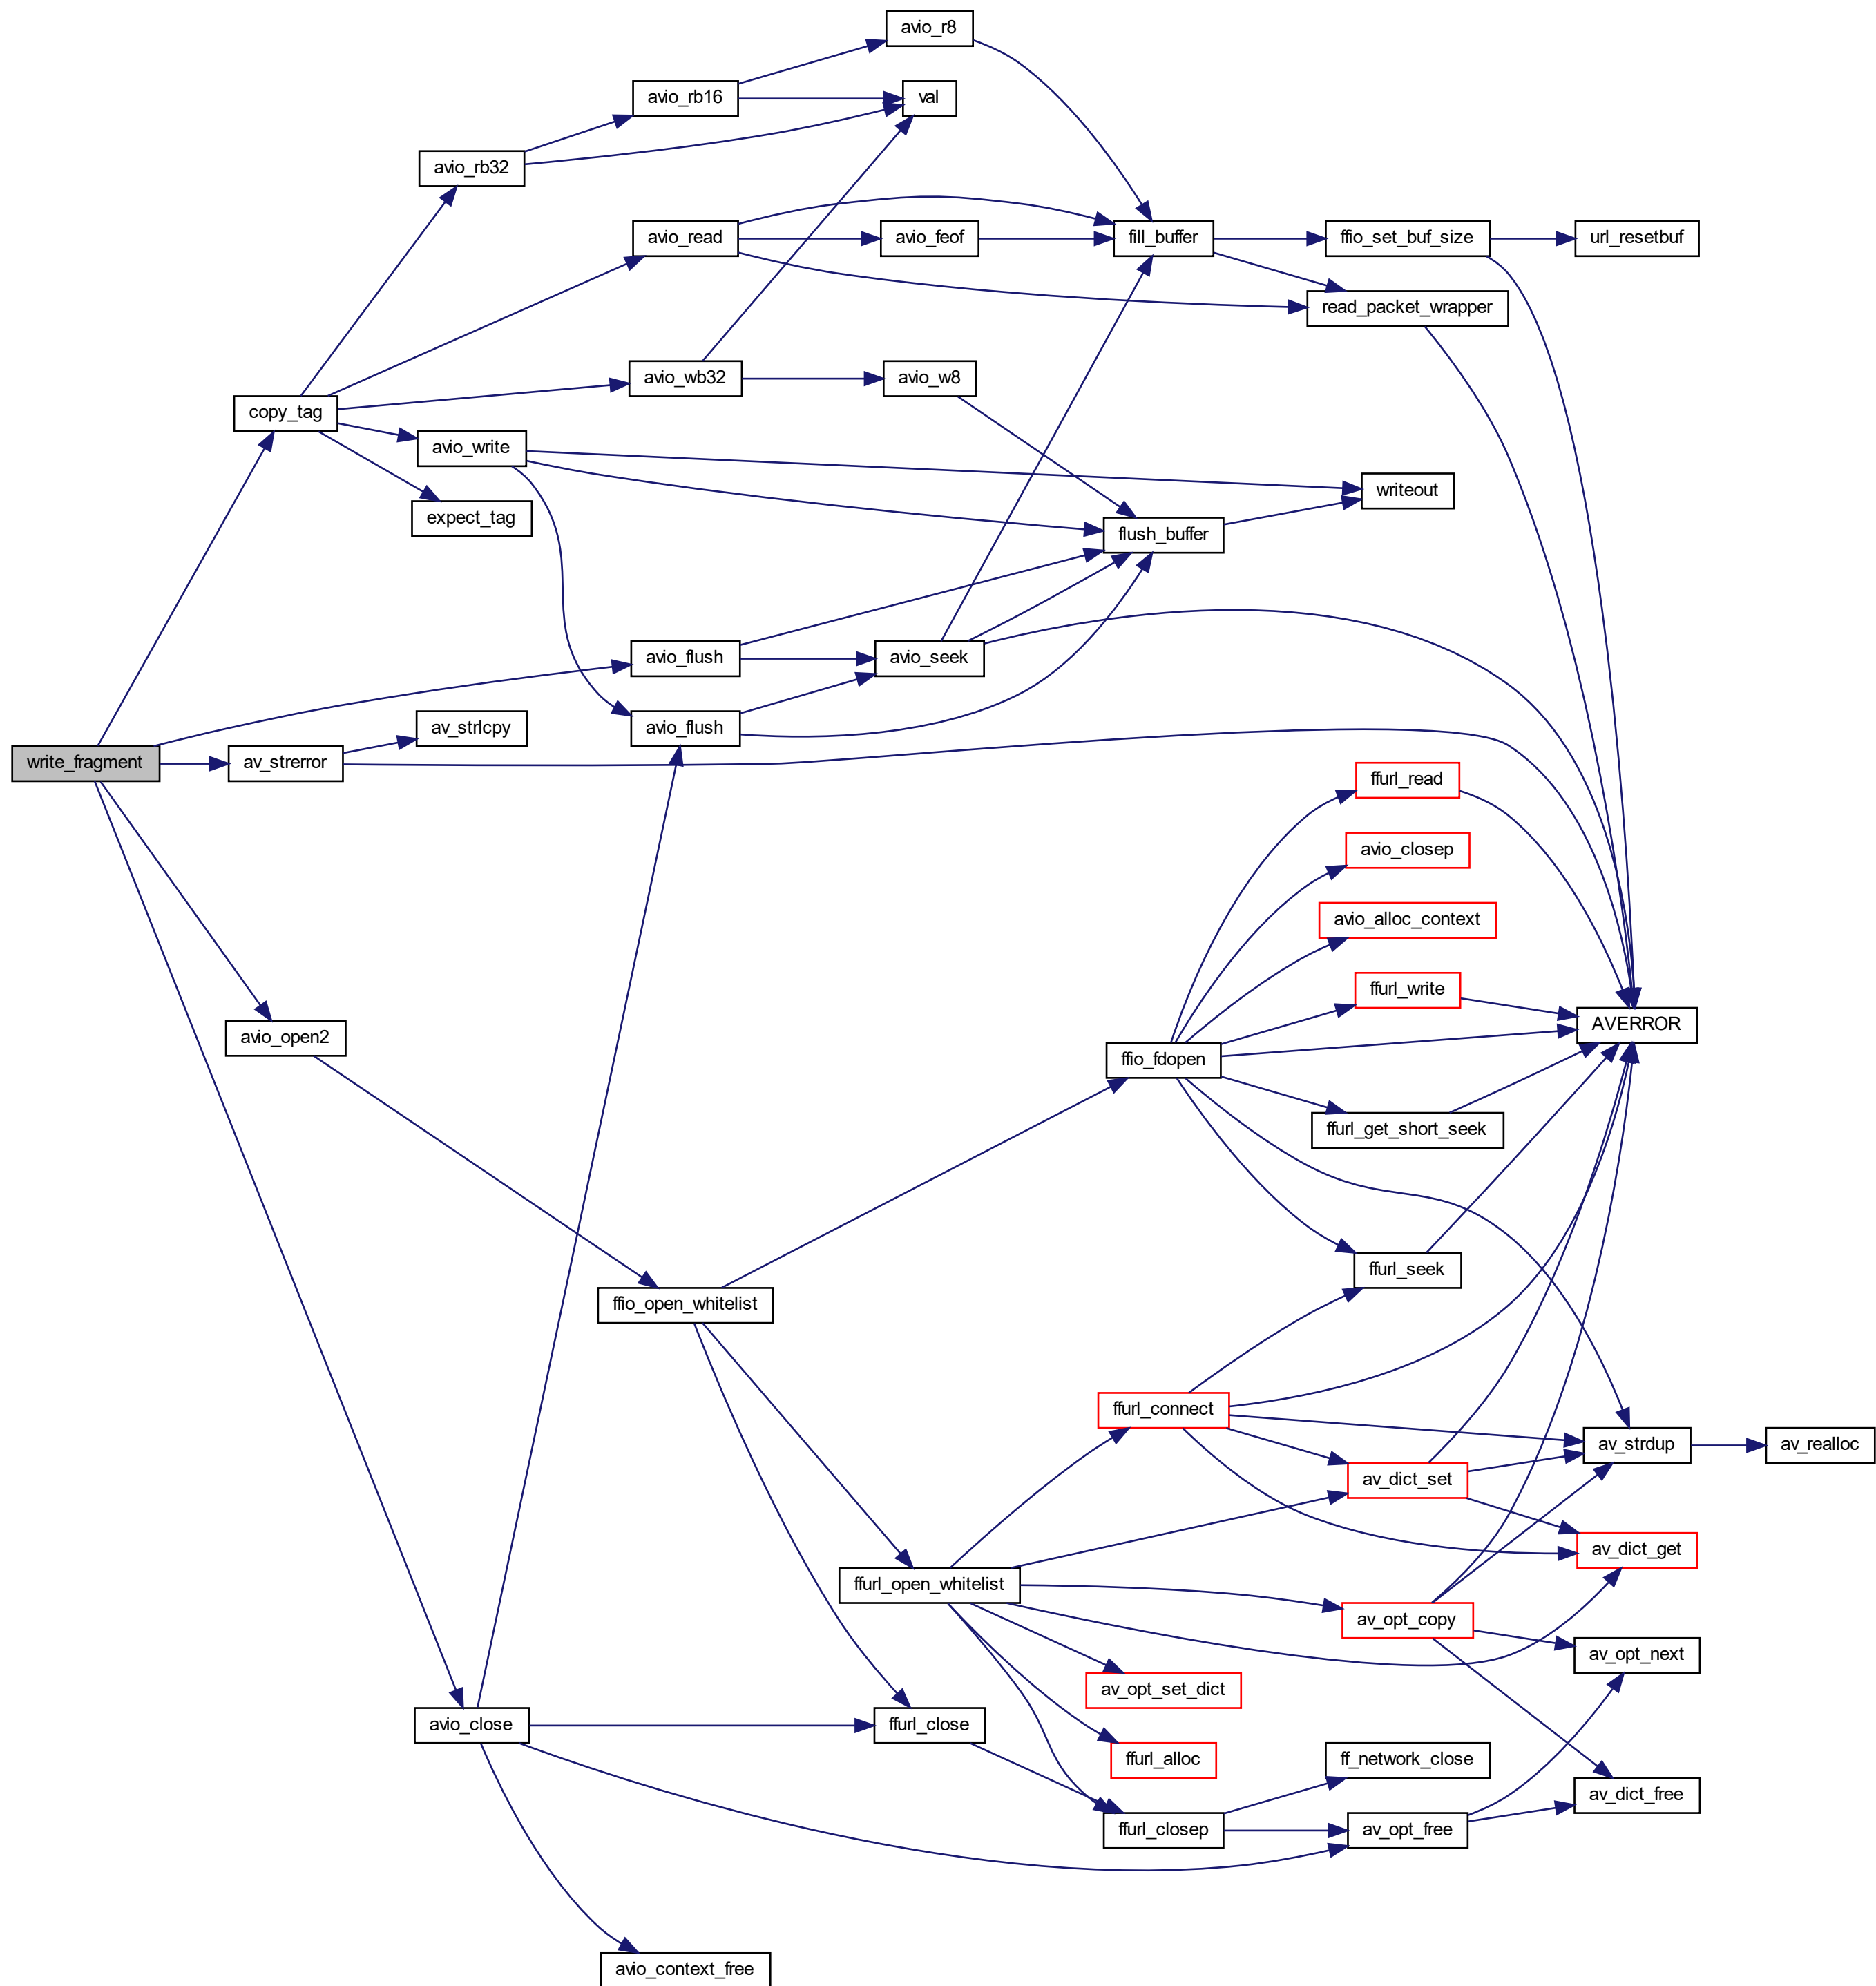 avio_r8
avio_rb16
val
avio_rb32
avio_read
avio_feof
fill_buffer
ffio_set_buf_size
url_resetbuf
read_packet_wrapper
avio_wb32
avio_w8
copy_tag
avio_write
writeout
expect_tag
flush_buffer
avio_flush
avio_seek
av_strlcpy
avio_flush
write_fragment
av_strerror
ffurl_read
avio_closep
avio_alloc_context
ffurl_write
AVERROR
avio_open2
ffio_fdopen
ffurl_get_short_seek
ffurl_seek
ffio_open_whitelist
ffurl_connect
av_strdup
av_realloc
av_dict_set
av_dict_get
ffurl_open_whitelist
av_opt_copy
av_opt_next
av_opt_set_dict
avio_close
ffurl_close
ffurl_alloc
ff_network_close
av_dict_free
ffurl_closep
av_opt_free
avio_context_free